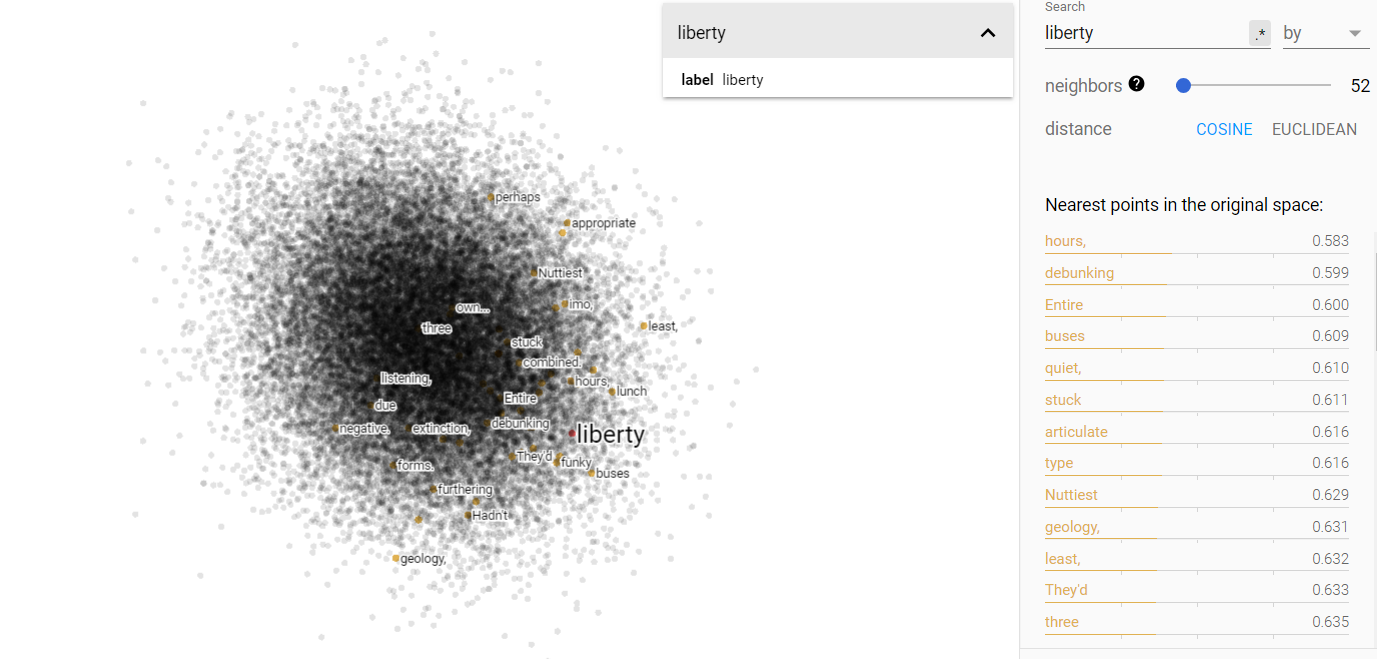 liberty
label liberty
perhaps
appropriate
Nuttiest
own...
imo,
three
least,
stuck
combined.
listening,
hours,
lunch
Entire
due
negative.
extinction,
debunking
liberty
They'd
funky
forms.
buses
furthering
Hadn't
geology,
Search
liberty .* by
neighbors ? 52
distance COSINE EUCLIDEAN
Nearest points in the original space:
hours, 0.583
debunking 0.599
Entire 0.600
buses 0.609
quiet, 0.610
stuck 0.611
articulate 0.616
type 0.616
Nuttiest 0.629
geology, 0.631
least, 0.632
They'd 0.633
three 0.635